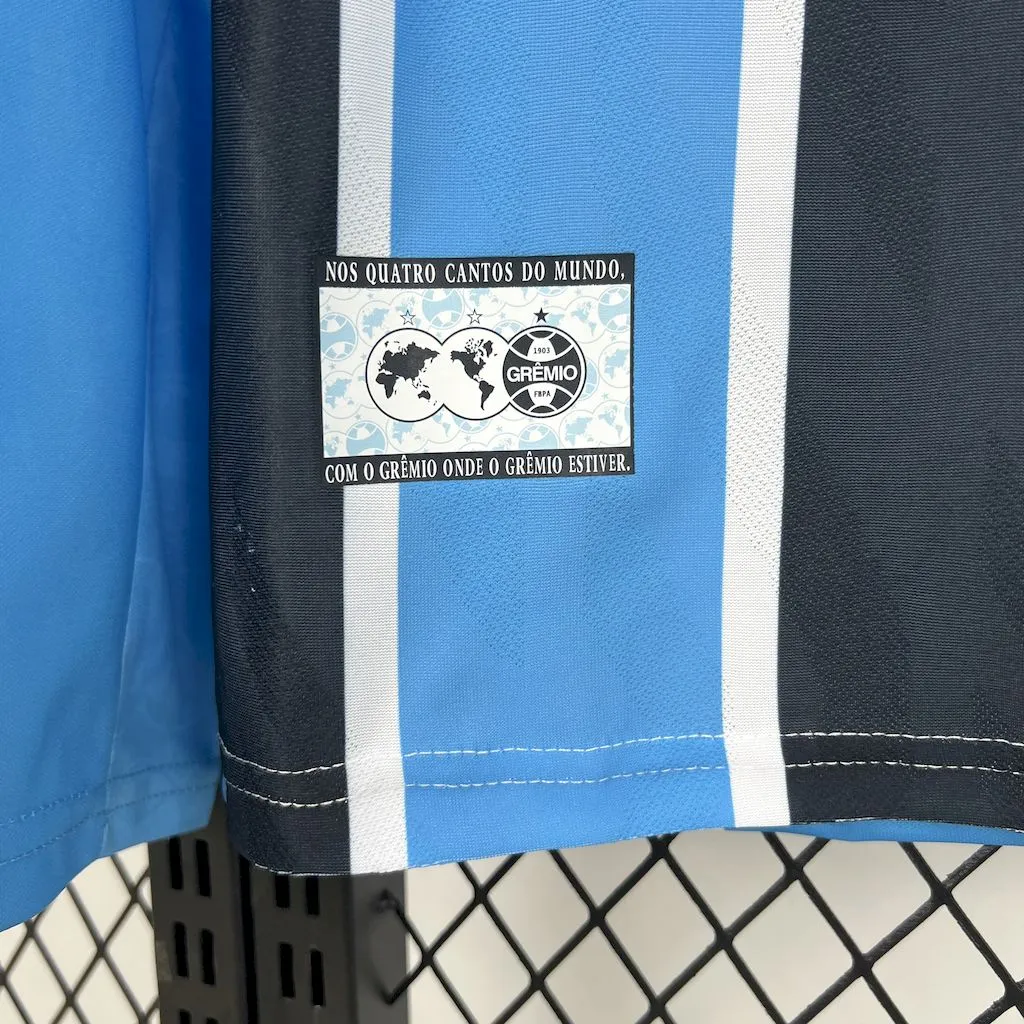 NOS QUATRO CANTOS DO MUNDO,
1903
GRÊMIO
FBPA
COM O GRÊMIO ONDE O GRÊMIO ESTIVER.